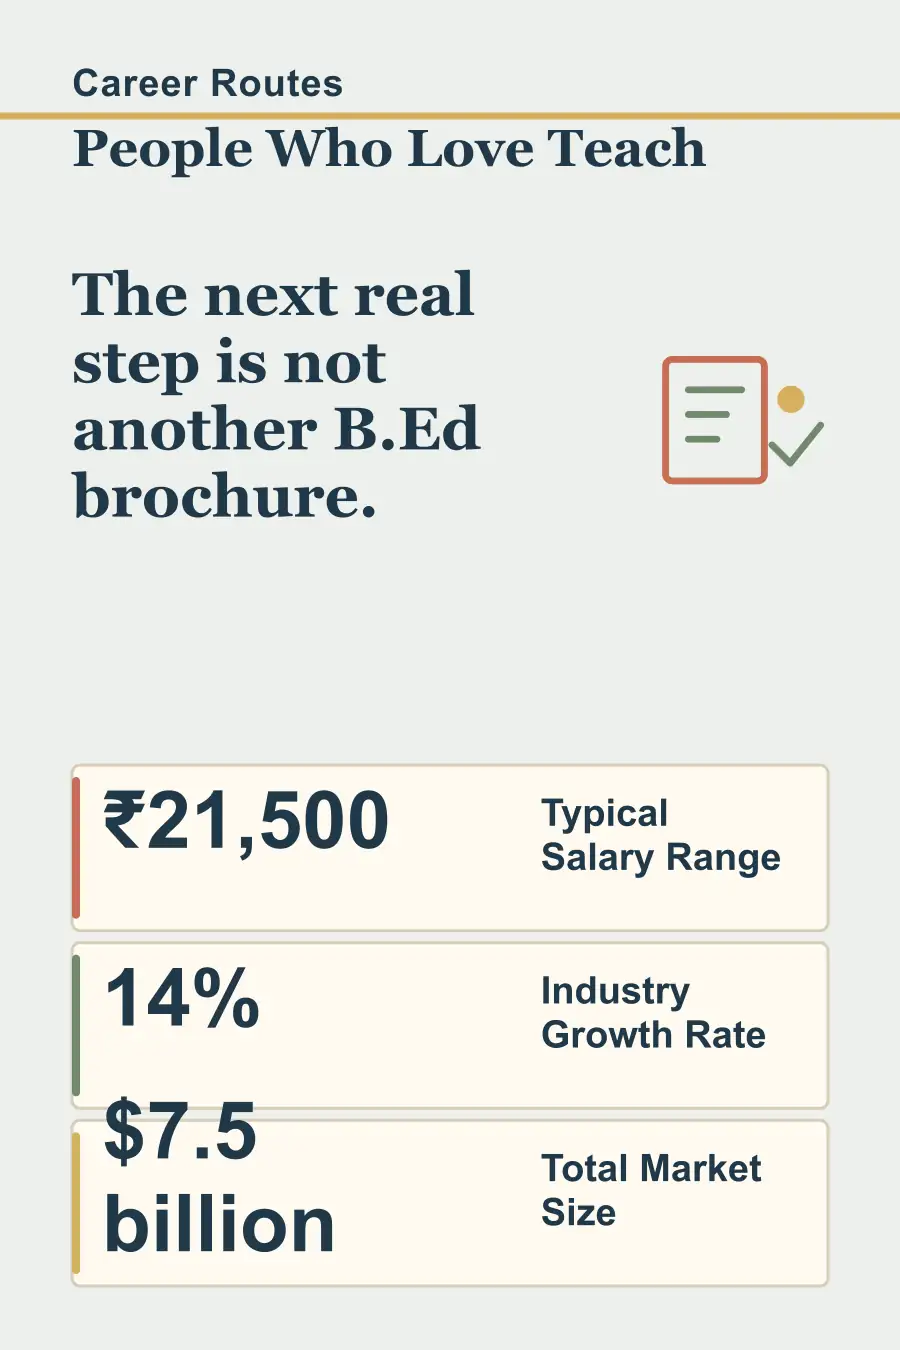 Career Routes
People Who Love Teach
The next real
step is not
another B.Ed
brochure.
₹21,500
Typical
Salary Range
14%
Industry
Growth Rate
$7.5
billion
Total Market
Size